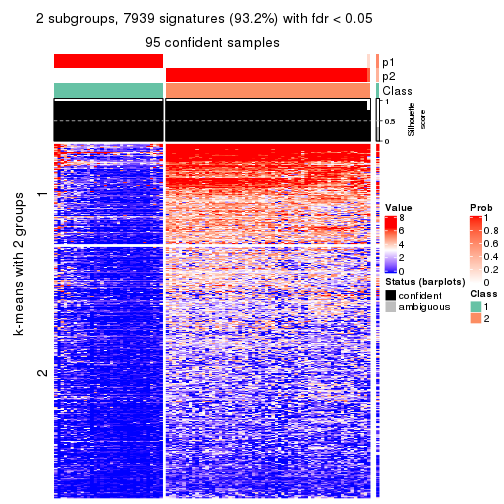 2 subgroups, 7939 signatures (93.2%) with fdr < 0.05
95 confident samples
p1
p2
Class
1
0.5
0
Silhouette
score
k-means with 2 groups
1
2
Value
8
6
4
2
0
Status (barplots)
confident
ambiguous
Prob
1
0.8
0.6
0.4
0.2
0
Class
1
2